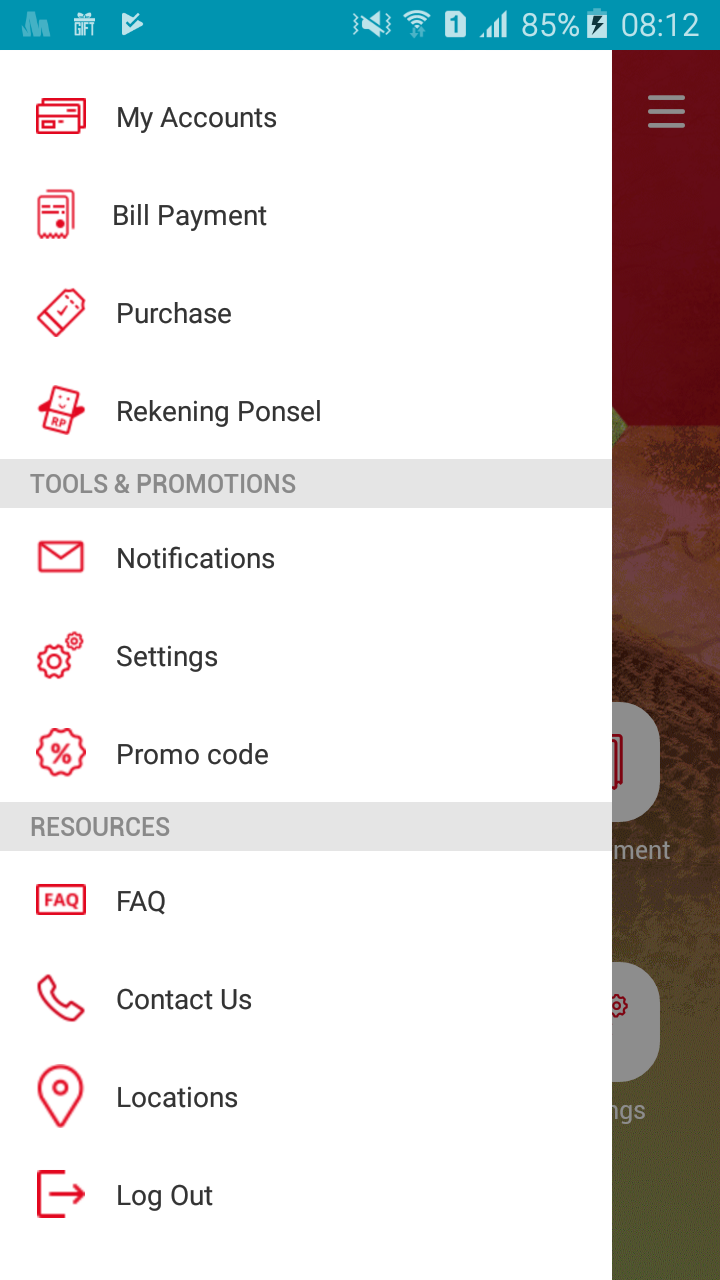 GIFT
1 85% 08:12
My Accounts
Bill Payment
Purchase
RP
Rekening Ponsel
TOOLS & PROMOTIONS
Notifications
Settings
%
Promo code
ment
RESOURCES
FAQ
FAQ
Contact Us
Locations
ngs
Log Out